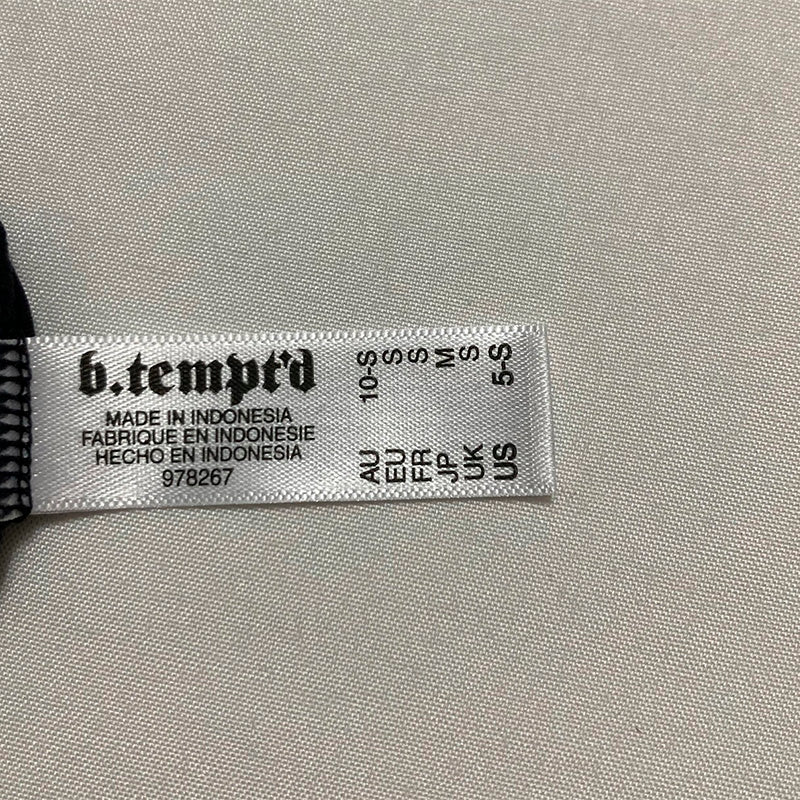 b.tempt'd
MADE IN INDONESIA
FABRIQUE EN INDONESIE
HECHO EN INDONESIA
978267
AU 10-S
EU S
FR S
JP M
UK S
US 5-S